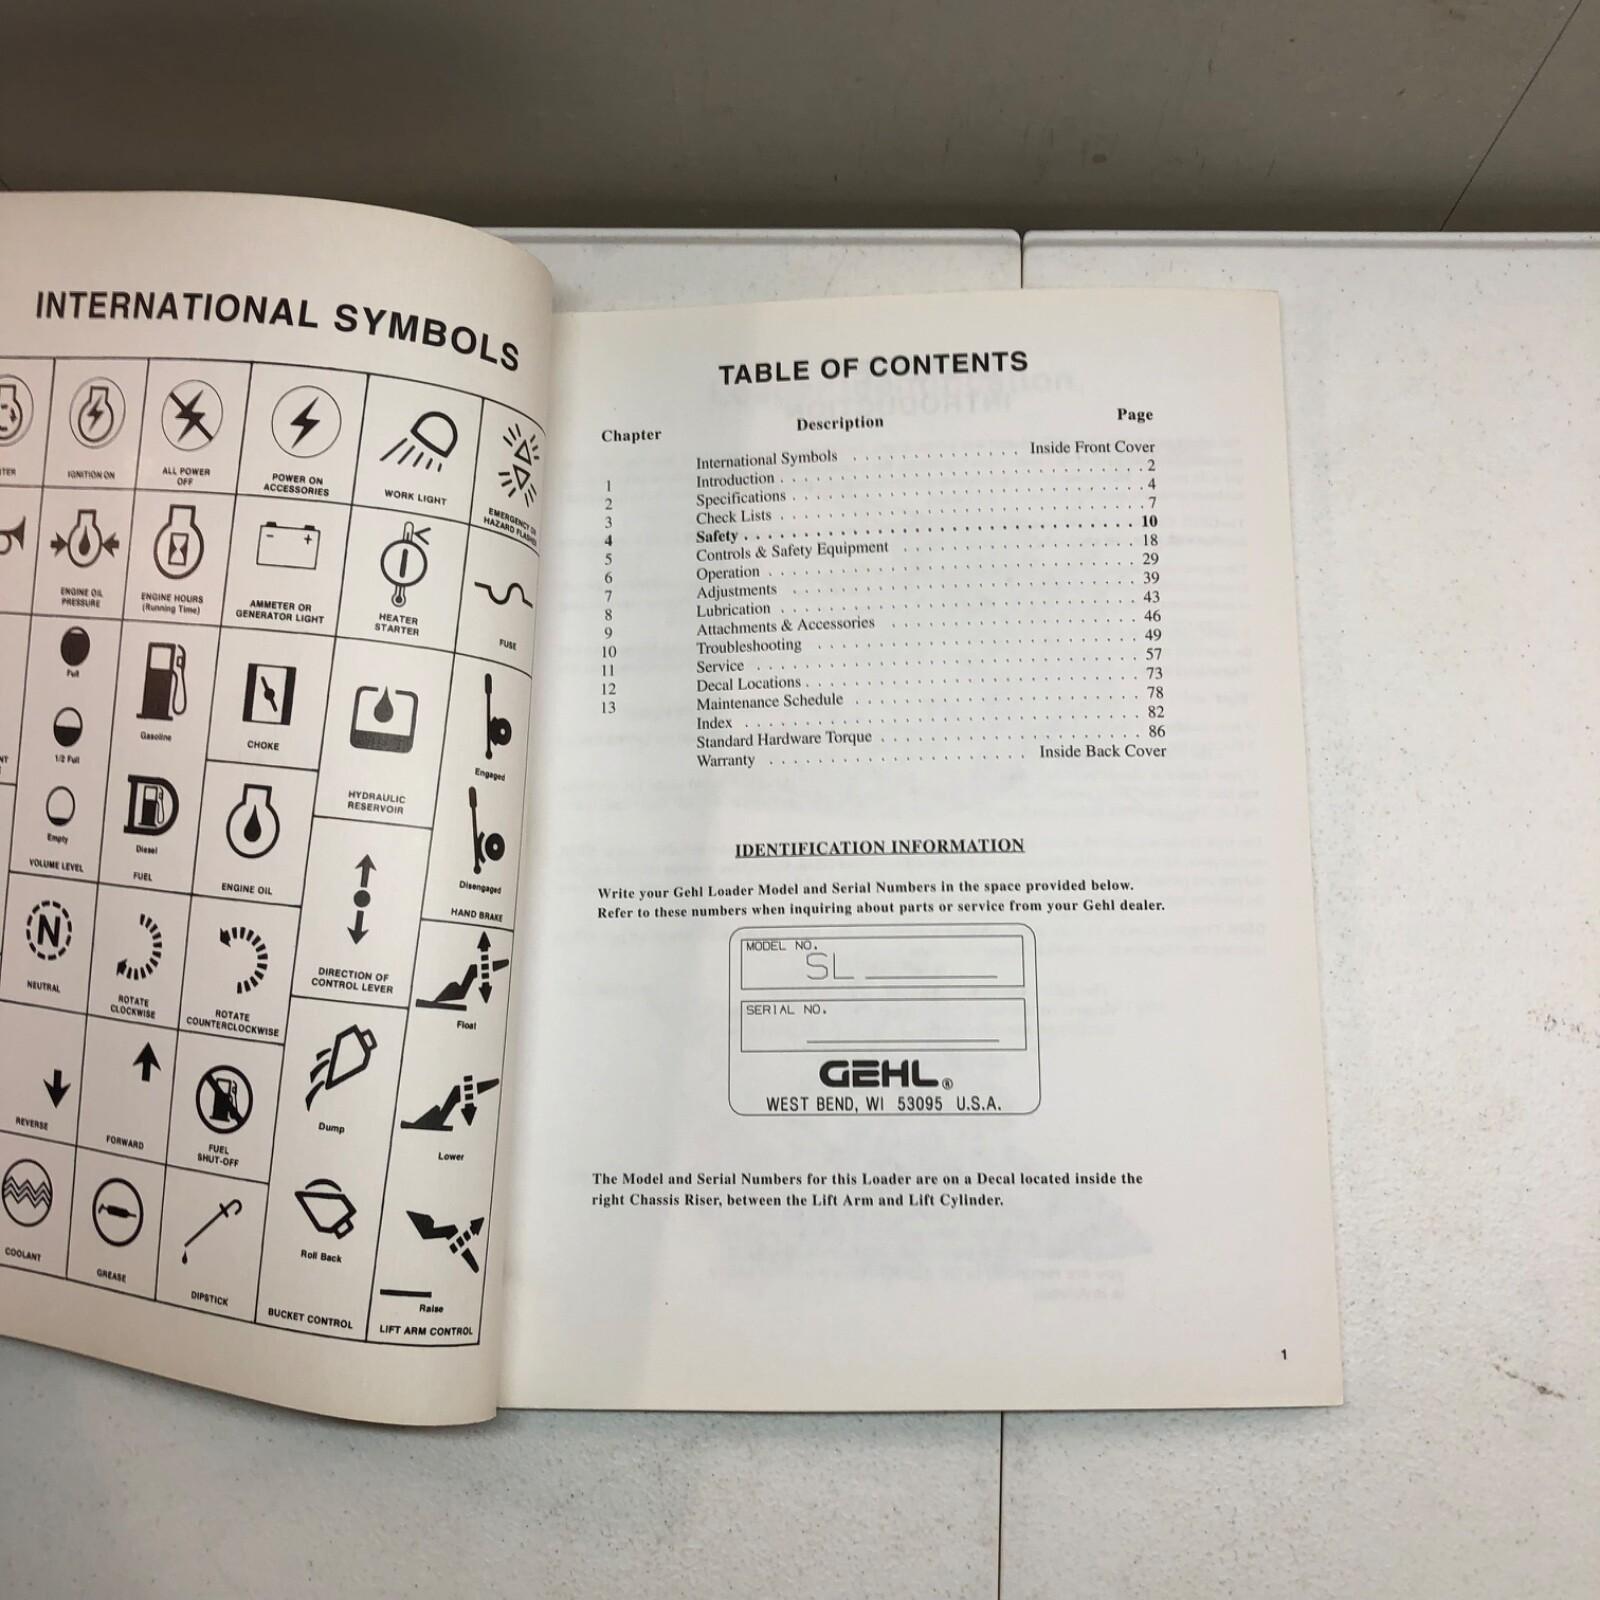 INTERNATIONAL SYMBOLS
IGNITION ON
ALL POWER
OFF
POWER ON
ACCESSORIES
WORK LIGHT
EMERGENCY
HAZARD FLASHER
ENGINE OIL
PRESSURE
ENGINE HOURS
(Running Time)
- +
AMMETER OR
GENERATOR LIGHT
HEATER
STARTER
FUSE
Full
1/2 Full
Empty
VOLUME LEVEL
Gasoline
Diesel
FUEL
CHOKE
ENGINE OIL
HYDRAULIC
RESERVOIR
Engaged
Disengaged
HAND BRAKE
N
NEUTRAL
ROTATE
CLOCKWISE
ROTATE
COUNTERCLOCKWISE
DIRECTION OF
CONTROL LEVER
Float
Lower
Raise
LIFT ARM CONTROL
REVERSE
FORWARD
FUEL
SHUT-OFF
Dump
Roll Back
BUCKET CONTROL
COOLANT
GREASE
DIPSTICK
TABLE OF CONTENTS
Chapter Description Page
International Symbols . . . . . . . . . . . . . Inside Front Cover
1 Introduction . . . . . . . . . . . . . . . . . . . . . . . . . 2
2 Specifications . . . . . . . . . . . . . . . . . . . . . . . . 4
3 Check Lists . . . . . . . . . . . . . . . . . . . . . . . . . 7
4 Safety . . . . . . . . . . . . . . . . . . . . . . . . . . . 10
5 Controls & Safety Equipment . . . . . . . . . . . . . . . . . 18
6 Operation . . . . . . . . . . . . . . . . . . . . . . . . . 29
7 Adjustments . . . . . . . . . . . . . . . . . . . . . . . . 39
8 Lubrication . . . . . . . . . . . . . . . . . . . . . . . . 43
9 Attachments & Accessories . . . . . . . . . . . . . . . . . . 46
10 Troubleshooting . . . . . . . . . . . . . . . . . . . . . . 49
11 Service . . . . . . . . . . . . . . . . . . . . . . . . . . 57
12 Decal Locations . . . . . . . . . . . . . . . . . . . . . . 73
13 Maintenance Schedule . . . . . . . . . . . . . . . . . . . . 78
Index . . . . . . . . . . . . . . . . . . . . . . . . . . . 82
Standard Hardware Torque . . . . . . . . . . . . . . . . . . 86
Warranty . . . . . . . . . . . . . . . . . . Inside Back Cover
IDENTIFICATION INFORMATION
Write your Gehl Loader Model and Serial Numbers in the space provided below.
Refer to these numbers when inquiring about parts or service from your Gehl dealer.
MODEL NO.
SL
SERIAL NO.
GEHL®
WEST BEND, WI 53095 U.S.A.
The Model and Serial Numbers for this Loader are on a Decal located inside the
right Chassis Riser, between the Lift Arm and Lift Cylinder.
1